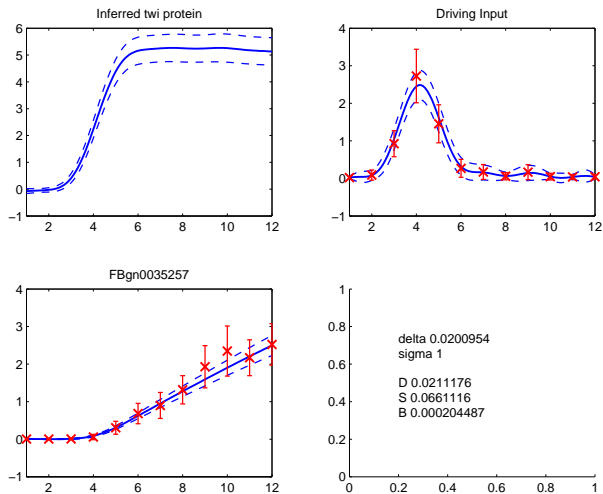 Inferred twi protein
6
5
4
3
2
1
0
−1
2 4 6 8 10 12
Driving Input
4
3
2
1
0
−1
2 4 6 8 10 12
FBgn0035257
4
3
2
1
0
−1
2 4 6 8 10 12
1
0.8
0.6
0.4
0.2
0
0 0.2 0.4 0.6 0.8 1
delta 0.0200954
sigma 1
D 0.0211176
S 0.0661116
B 0.000204487